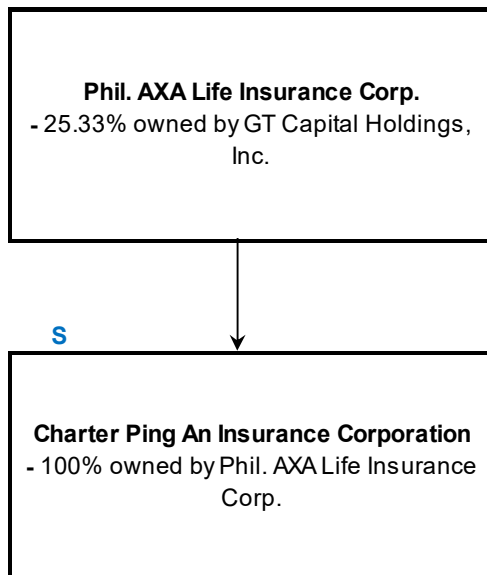 Phil. AXA Life Insurance Corp.
- 25.33% owned by GT Capital Holdings,
Inc.
S
Charter Ping An Insurance Corporation
- 100% owned by Phil. AXA Life Insurance
Corp.